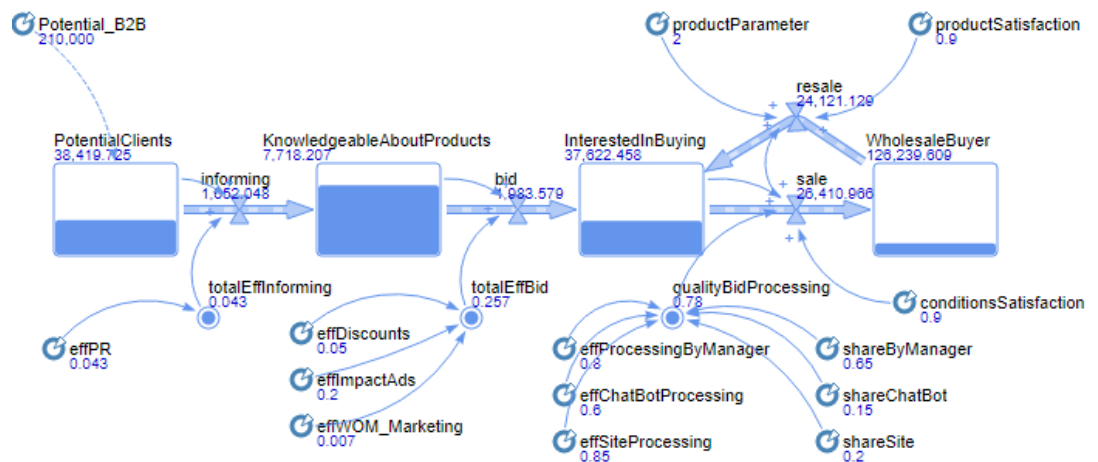 Potential_B2B
210,000
productParameter
2
productSatisfaction
0.9
resale
24,121.129
PotentialClients
38,419.725
KnowledgeableAboutProducts
7,718.207
InterestedInBuying
37,622.458
WholesaleBuyer
126,239.609
informing
1,652.048
bid
1,983.579
sale
26,410.966
totalEffInforming
0.043
totalEffBid
0.257
qualityBidProcessing
0.78
conditionsSatisfaction
0.9
effPR
0.043
effDiscounts
0.05
effImpactAds
0.2
effWOM_Marketing
0.007
effProcessingByManager
0.8
effChatBotProcessing
0.6
effSiteProcessing
0.85
shareByManager
0.65
shareChatBot
0.15
shareSite
0.2